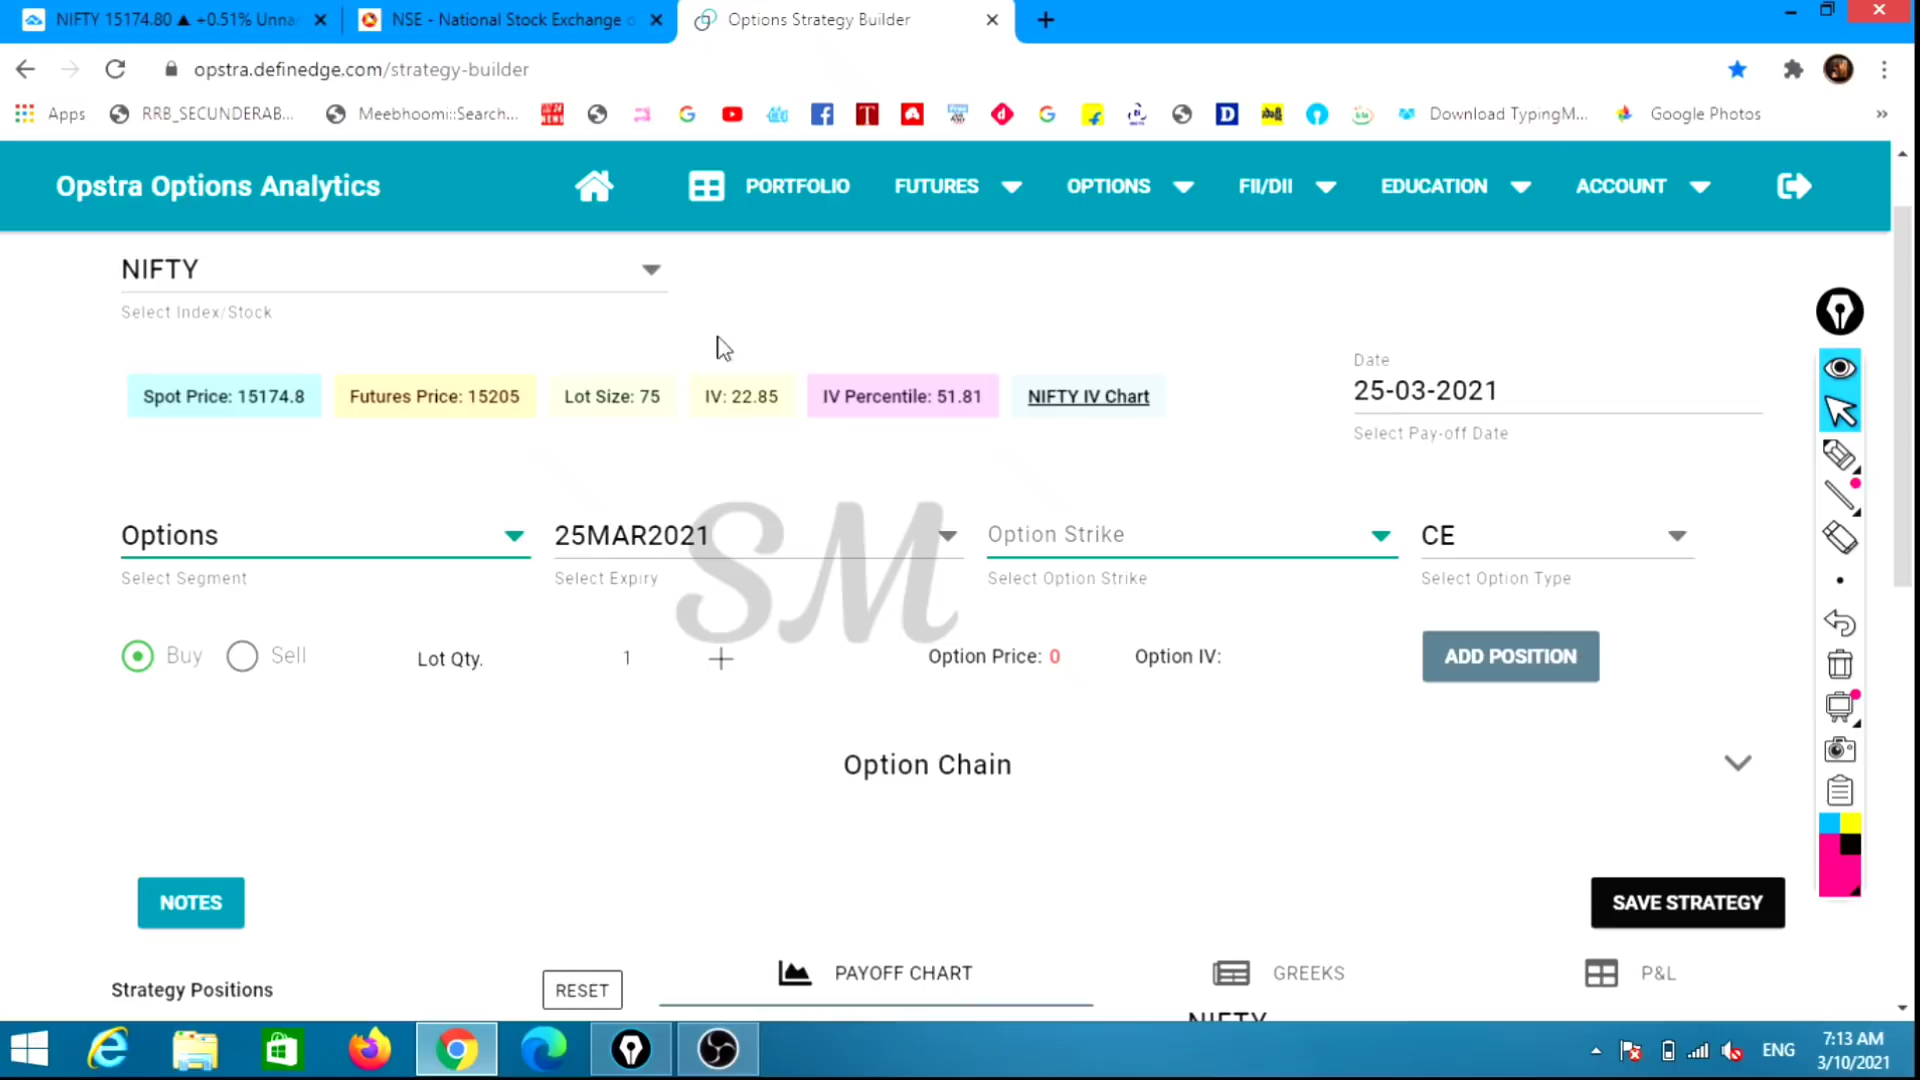 NIFTY 15174.80 ▲ +0.51% Unna
NSE - National Stock Exchange o
Options Strategy Builder
opstra.definedge.com/strategy-builder
Apps
RRB_SECUNDERAB...
Meebhoomi::Search...
Download TypingM...
Google Photos
»
Opstra Options Analytics
PORTFOLIO
FUTURES
OPTIONS
FII/DII
EDUCATION
ACCOUNT
NIFTY
Select Index/Stock
Spot Price: 15174.8
Futures Price: 15205
Lot Size: 75
IV: 22.85
IV Percentile: 51.81
NIFTY IV Chart
Date
25-03-2021
Select Pay-off Date
Options
Select Segment
25MAR2021
Select Expiry
Option Strike
Select Option Strike
CE
Select Option Type
SM
Buy
Sell
Lot Qty.
1
Option Price: 0
Option IV:
ADD POSITION
Option Chain
NOTES
SAVE STRATEGY
Strategy Positions
RESET
PAYOFF CHART
GREEKS
P&L
NIFTY
ENG
7:13 AM
3/10/2021